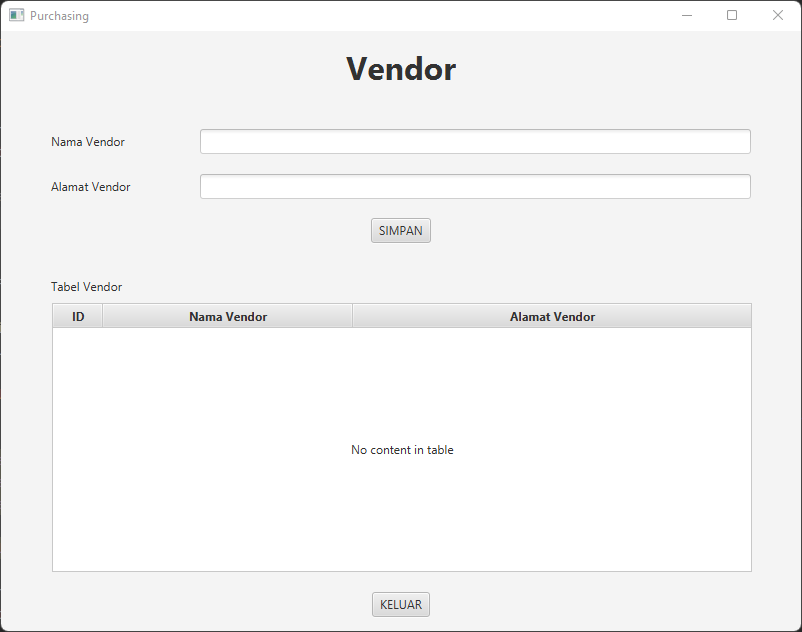 Purchasing
Vendor
Nama Vendor
Alamat Vendor
SIMPAN
Tabel Vendor
ID Nama Vendor Alamat Vendor
No content in table
KELUAR